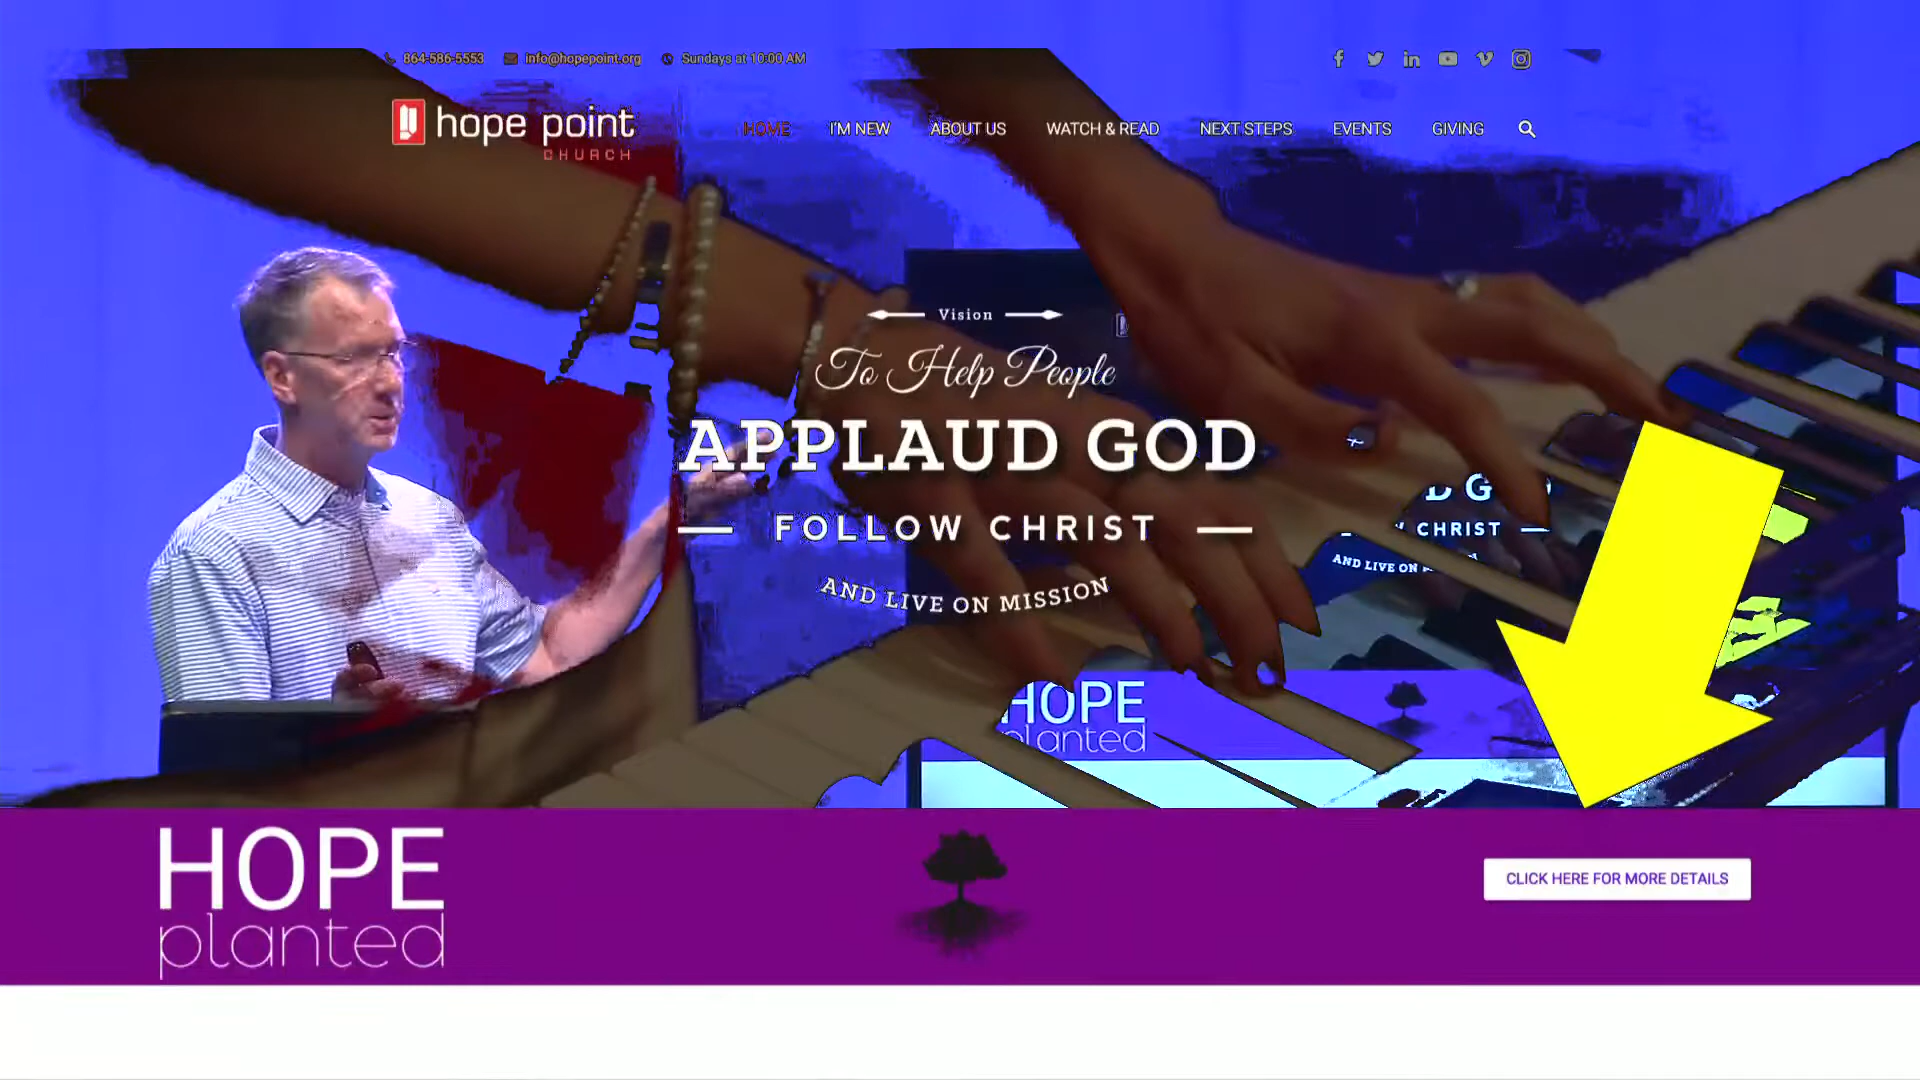 864-586-5553 info@hopepoint.org Sundays at 10:00 AM
hope point
CHURCH
HOME I'M NEW ABOUT US WATCH & READ NEXT STEPS EVENTS GIVING
Vision
To Help People
APPLAUD GOD
FOLLOW CHRIST
AND LIVE ON MISSION
D G D
CHRIST
AND LIVE ON
HOPE
planted
HOPE
planted
CLICK HERE FOR MORE DETAILS